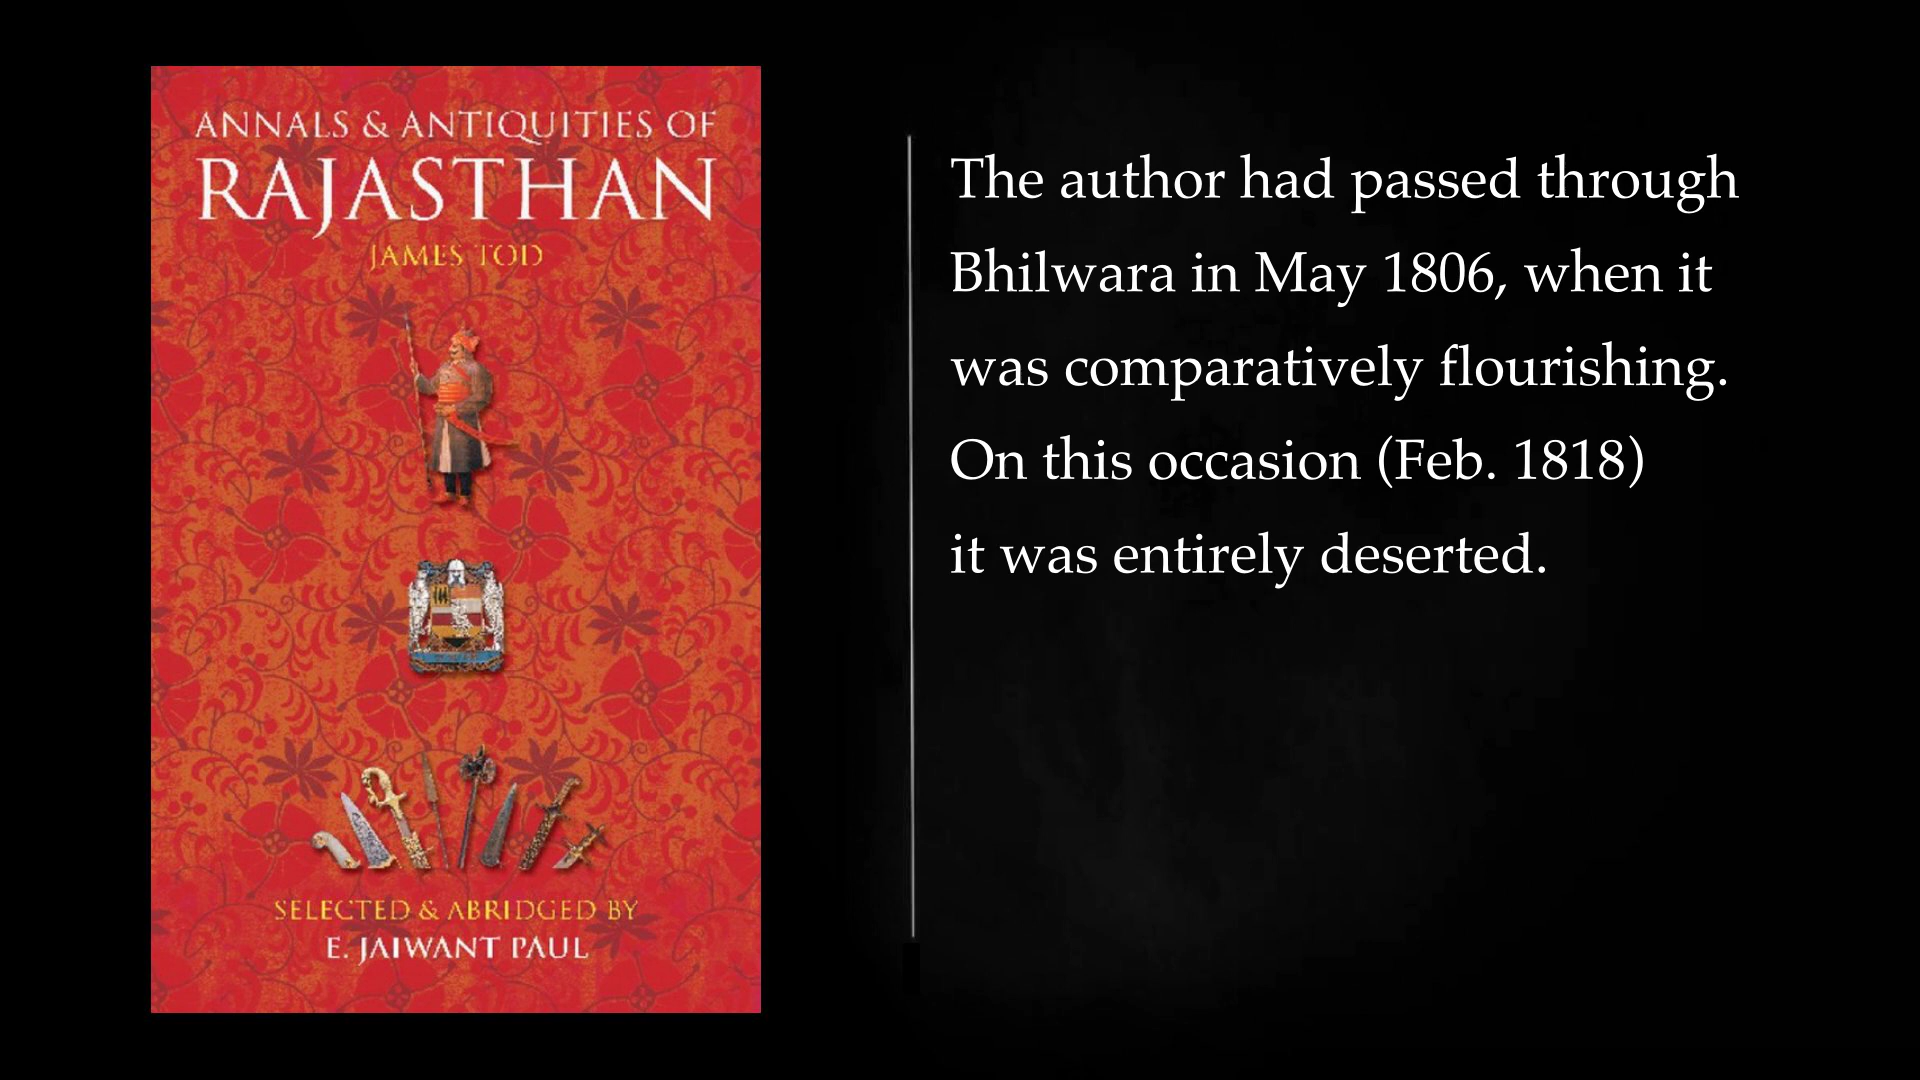 ANNALS & ANTIQUITIES OF
RAJASTHAN
JAMES TOD
SELECTED & ABRIDGED BY
E. JAIWANT PAUL
The author had passed through
Bhilwara in May 1806, when it
was comparatively flourishing.
On this occasion (Feb. 1818)
it was entirely deserted.